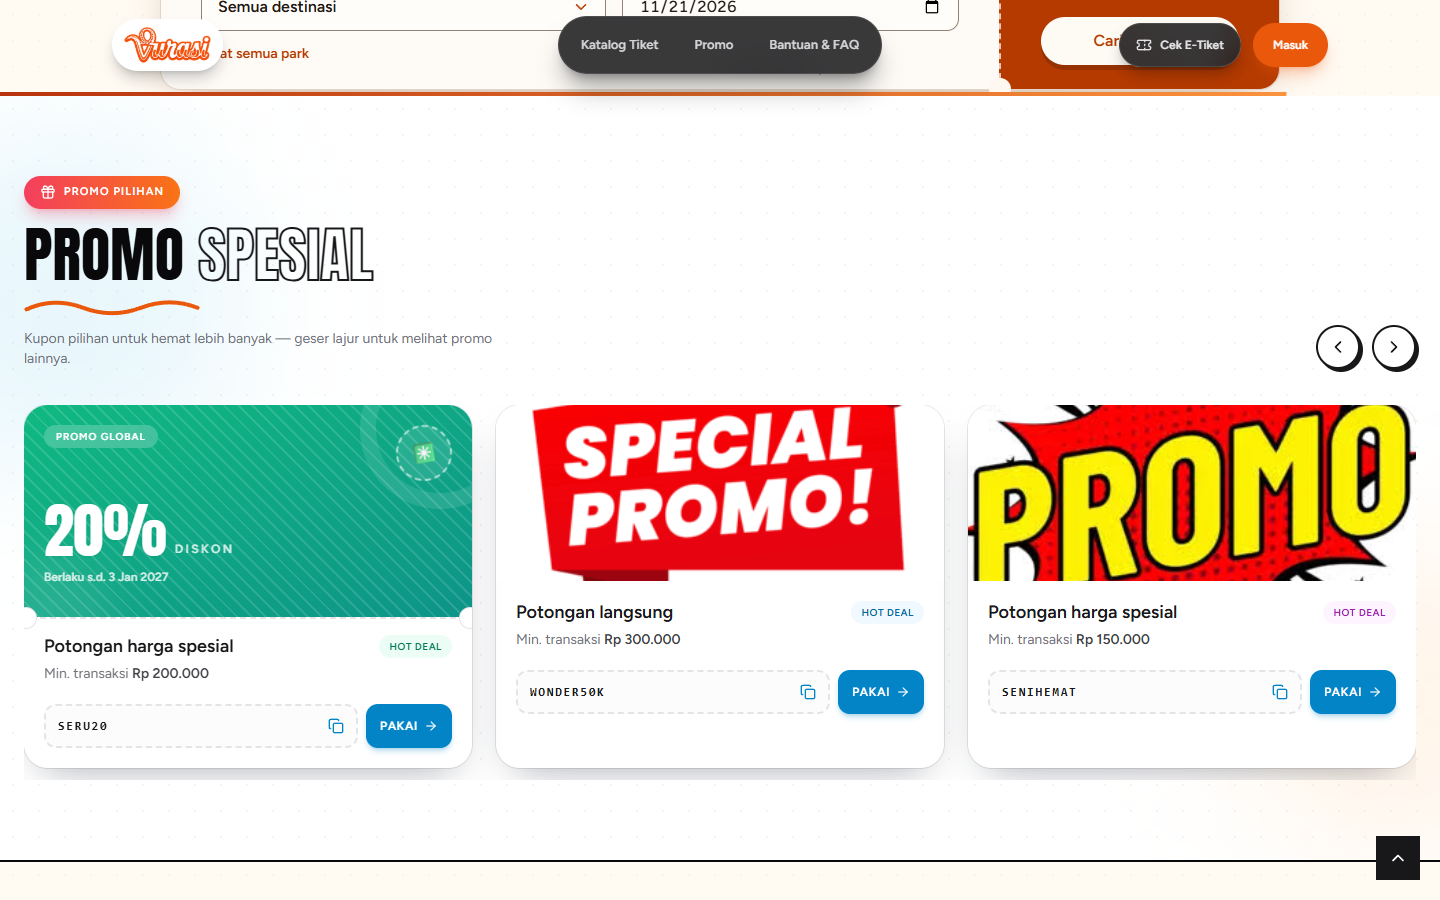 Semua destinasi
11/21/2026
Vurasi
at semua park
Katalog Tiket
Promo
Bantuan & FAQ
Car
Cek E-Tiket
Masuk
PROMO PILIHAN
PROMO SPESIAL
Kupon pilihan untuk hemat lebih banyak — geser lajur untuk melihat promo
lainnya.
PROMO GLOBAL
20% DISKON
Berlaku s.d. 3 Jan 2027
Potongan harga spesial
HOT DEAL
Min. transaksi Rp 200.000
SERU20
PAKAI
SPECIAL
PROMO!
Potongan langsung
HOT DEAL
Min. transaksi Rp 300.000
WONDER50K
PAKAI
PROMO
Potongan harga spesial
HOT DEAL
Min. transaksi Rp 150.000
SENIHEMAT
PAKAI